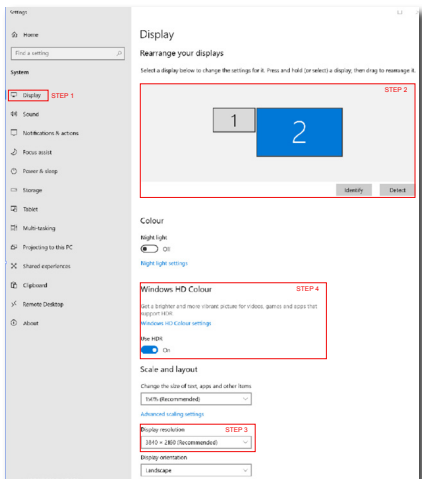 Settings
Home
Find a setting
System
Display STEP 1
Sound
Notifications & actions
Focus assist
Power & sleep
Storage
Tablet
Multi-tasking
Projecting to this PC
Shared experiences
Clipboard
Remote Desktop
About
Display
Rearrange your displays
Select a display below to change the settings for it. Press and hold (or select) a display, then drag to rearrange it.
STEP 2
1
2
Identify Detect
Colour
Night light
Off
Night light settings
Windows HD Colour STEP 4
Get a brighter and more vibrant picture for videos, games and apps that
support HDR.
Windows HD Colour settings
Use HDR
On
Scale and layout
Change the size of text, apps and other items
(Recommended)
Advanced scaling settings
Display resolution STEP 3
3840 × 2160 (Recommended)
Display orientation
Landscape